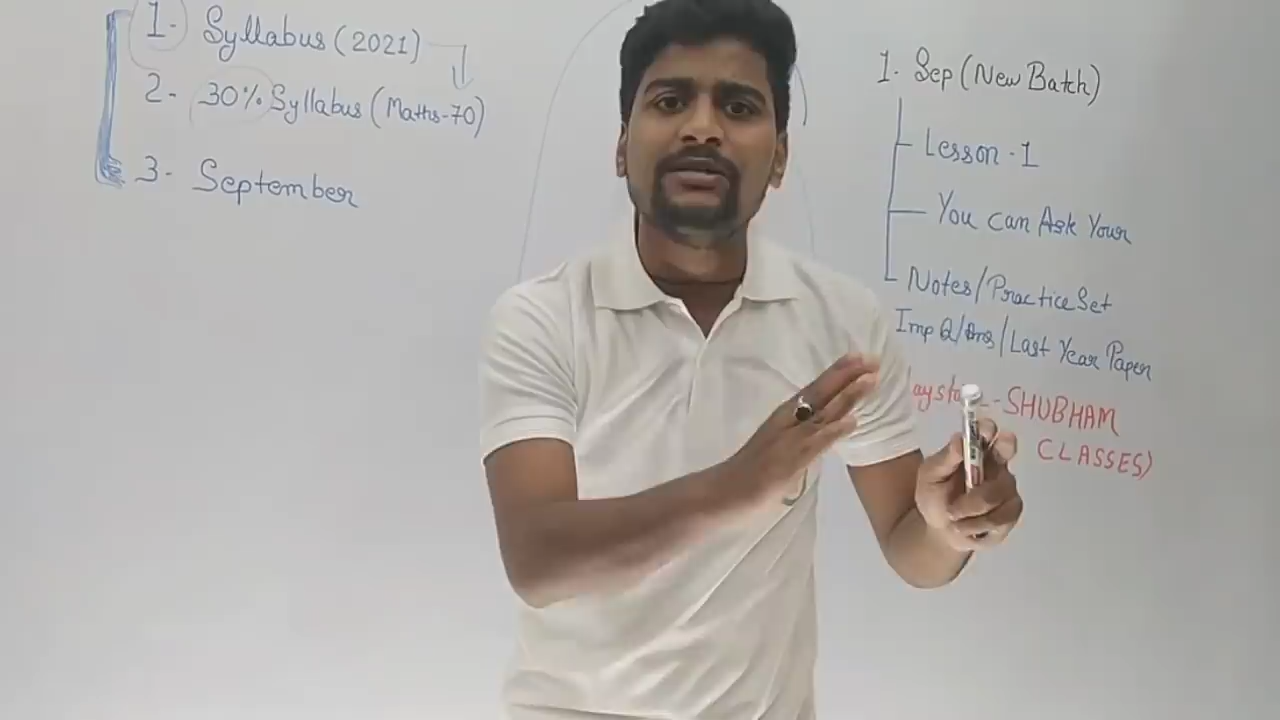 1- Syllabus (2021)
2- 30% Syllabus (Maths-70)
3- September
1- Sep (New Batch)
Lesson-1
You can Ask Your
Notes/Practice Set
Imp Q/Ans/Last Year Paper
SHUBHAM
CLASSES)